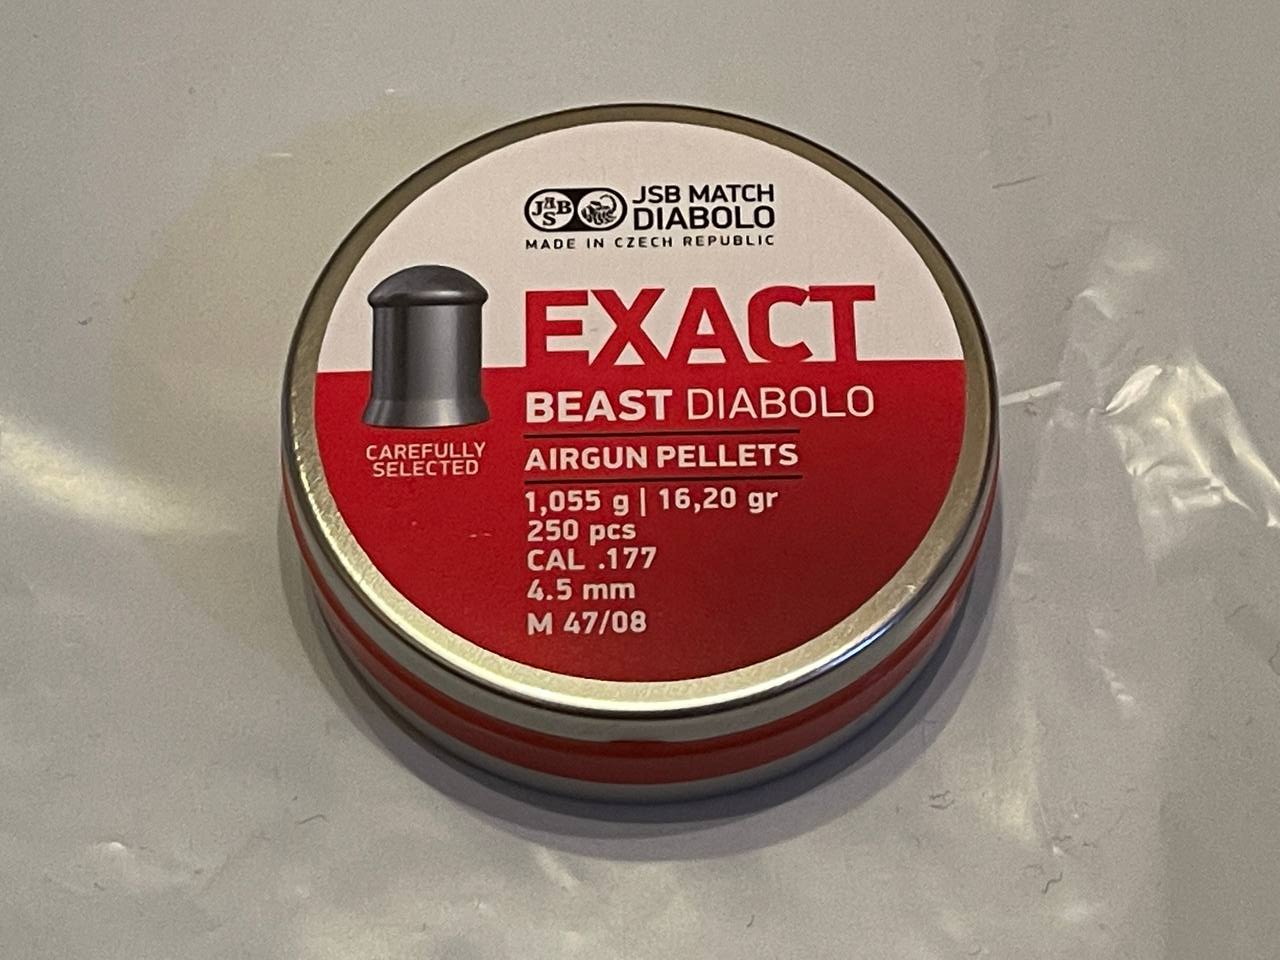 JSB
JSB MATCH
DIABOLO
MADE IN CZECH REPUBLIC
EXACT
BEAST DIABOLO
CAREFULLY
SELECTED
AIRGUN PELLETS
1,055 g | 16,20 gr
250 pcs
CAL .177
4.5 mm
M 47/08